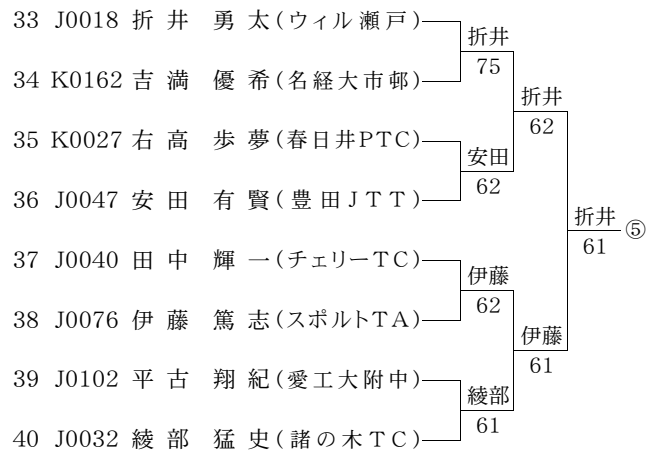 33 J0018 折井 勇太(ウィル瀬戸)
折井
75
34 K0162 吉満 優希(名経大市邨)
折井
62
35 K0027 右高 歩夢(春日井PTC)
安田
62
36 J0047 安田 有賢(豊田JTT)
折井
61
⑤
37 J0040 田中 輝一(チェリーTC)
伊藤
62
38 J0076 伊藤 篤志(スポルトTA)
伊藤
61
39 J0102 平古 翔紀(愛工大附中)
綾部
61
40 J0032 綾部 猛史(諸の木TC)